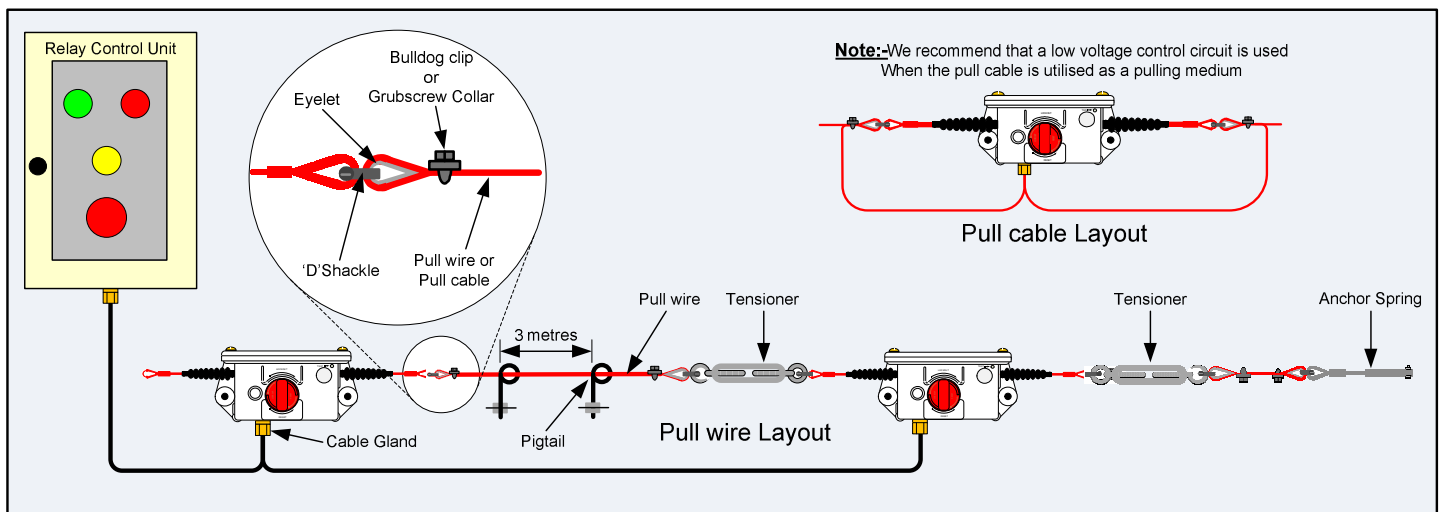 Relay Control Unit
Bulldog clip
or
Grubscrew Collar
Eyelet
'D'Shackle
Pull wire or
Pull cable
Note:-We recommend that a low voltage control circuit is used
When the pull cable is utilised as a pulling medium
Pull cable Layout
3 metres
Pull wire
Tensioner
Tensioner
Anchor Spring
Cable Gland
Pigtail
Pull wire Layout